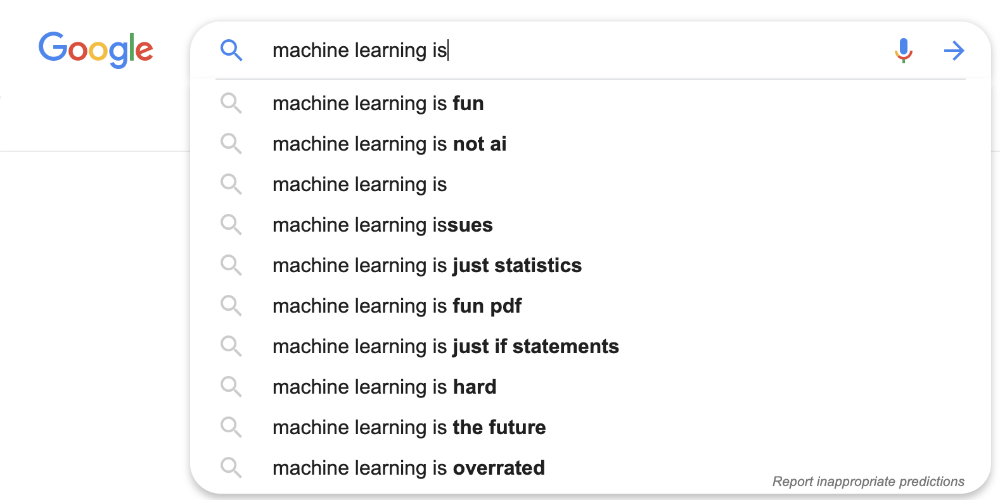 Google
machine learning is
machine learning is fun
machine learning is not ai
machine learning is
machine learning issues
machine learning is just statistics
machine learning is fun pdf
machine learning is just if statements
machine learning is hard
machine learning is the future
machine learning is overrated
Report inappropriate predictions